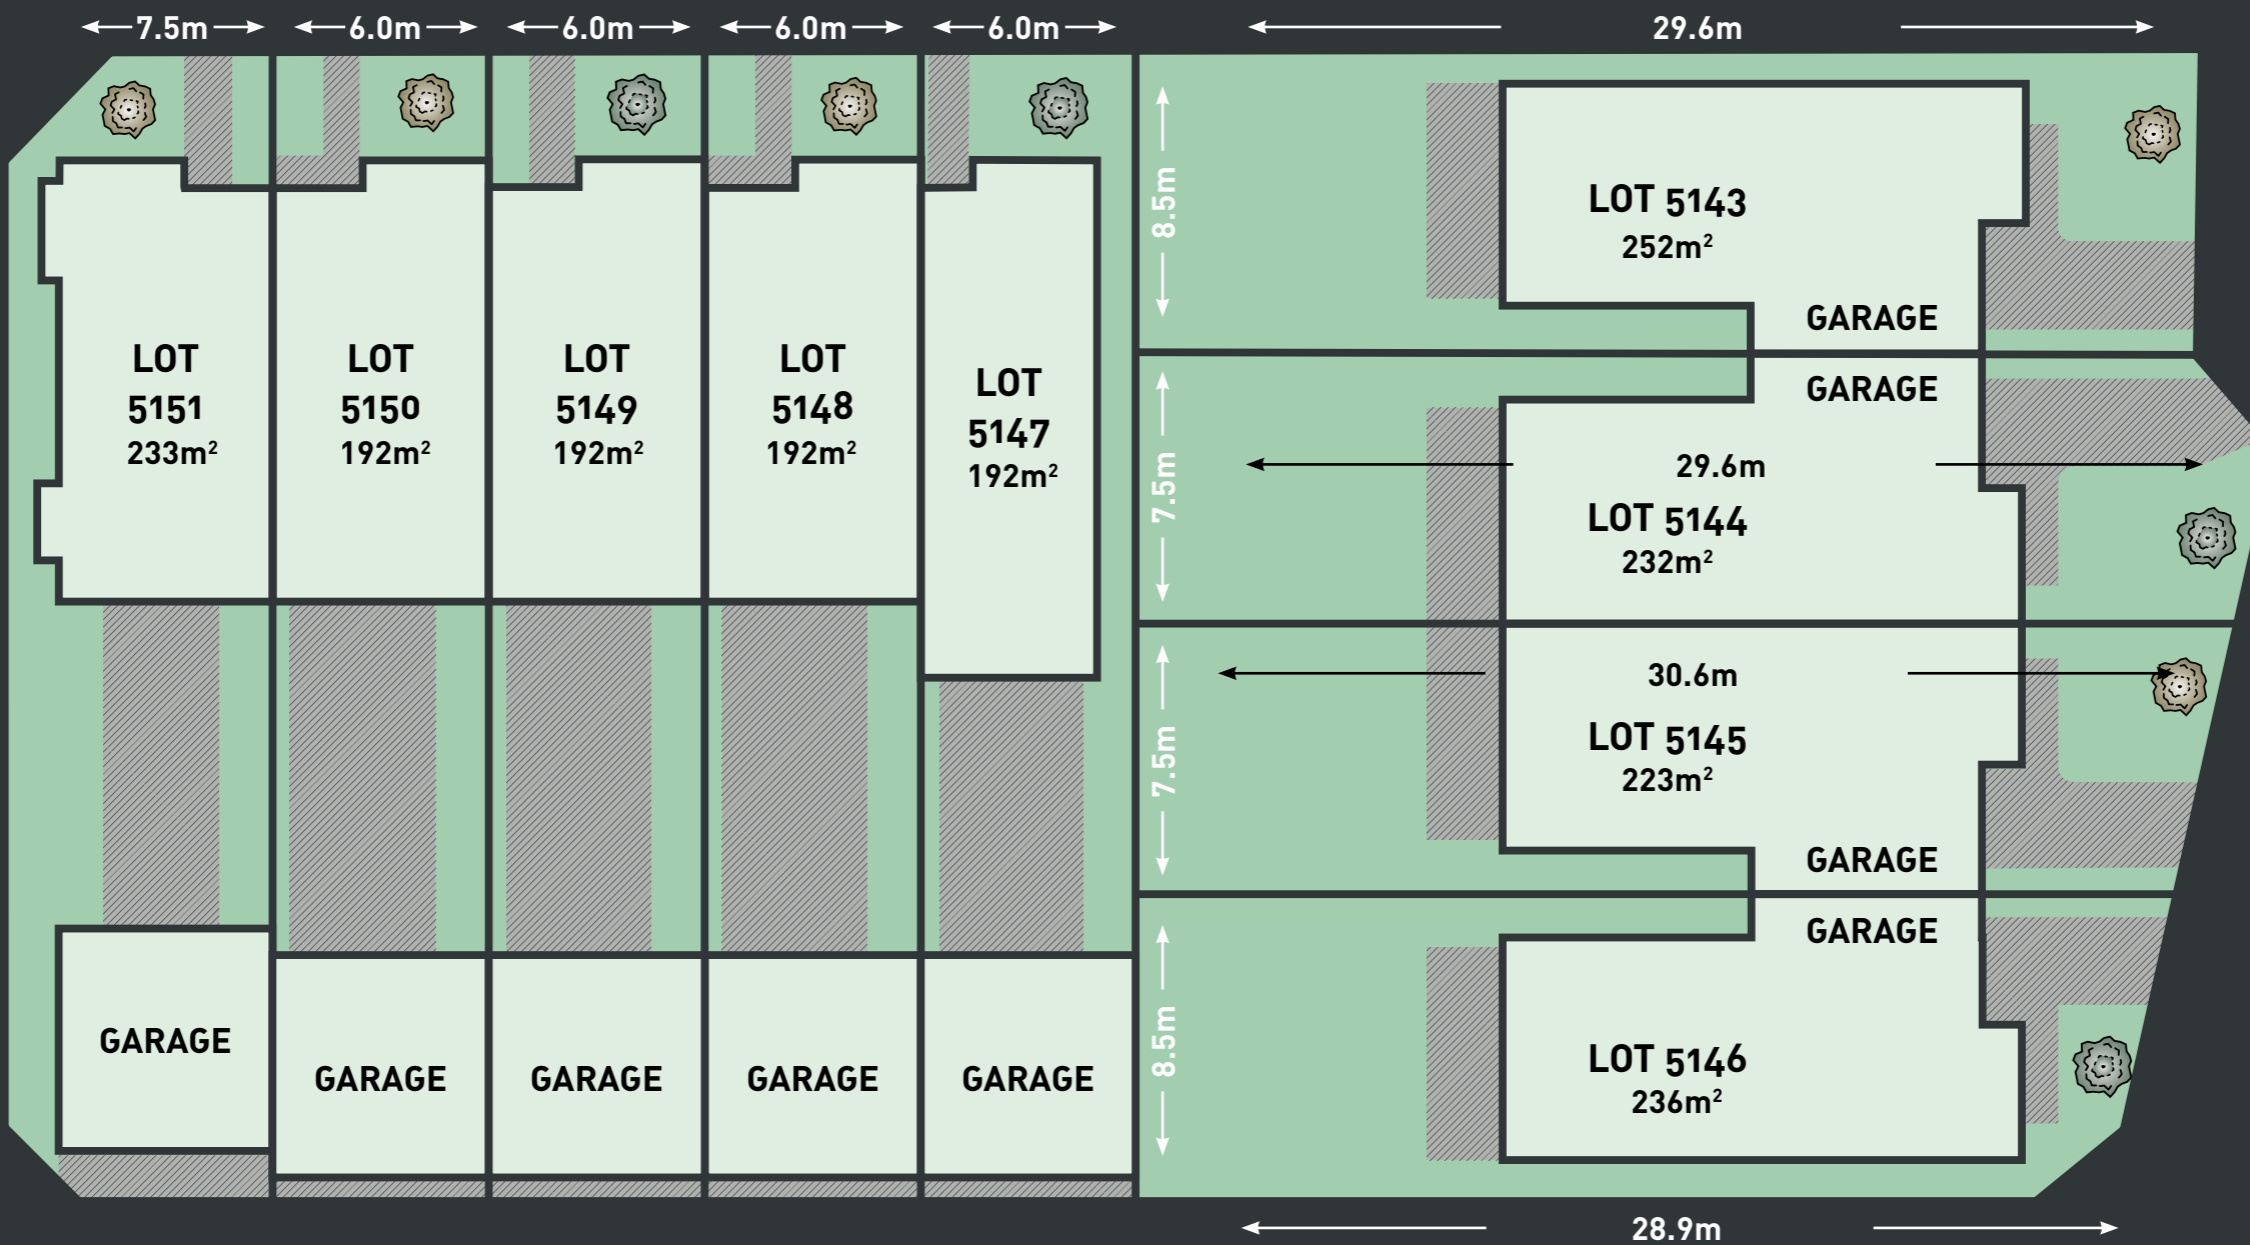 7.5m
6.0m
6.0m
6.0m
6.0m
29.6m
LOT
5151
233m²
LOT
5150
192m²
LOT
5149
192m²
LOT
5148
192m²
LOT
5147
192m²
GARAGE
GARAGE
GARAGE
GARAGE
GARAGE
8.5m
LOT 5143
252m²
GARAGE
7.5m
GARAGE
29.6m
LOT 5144
232m²
7.5m
30.6m
LOT 5145
223m²
GARAGE
8.5m
GARAGE
LOT 5146
236m²
28.9m